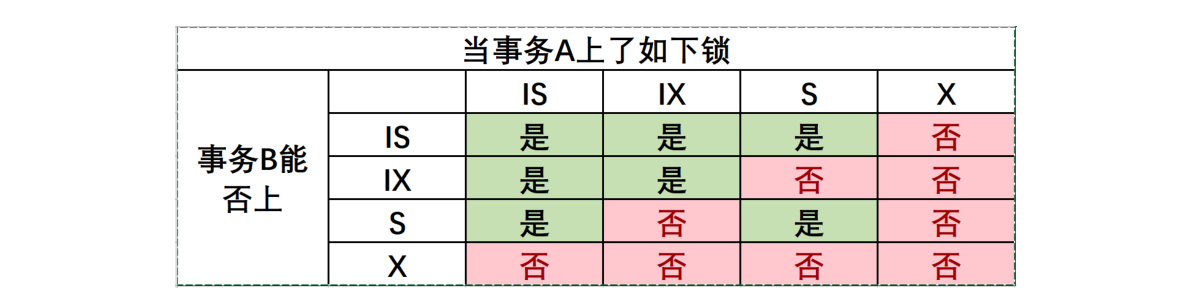 当事务A上了如下锁
IS IX S X
事务B能
否上
IS 是 是 是 否
IX 是 是 否 否
S 是 否 是 否
X 否 否 否 否